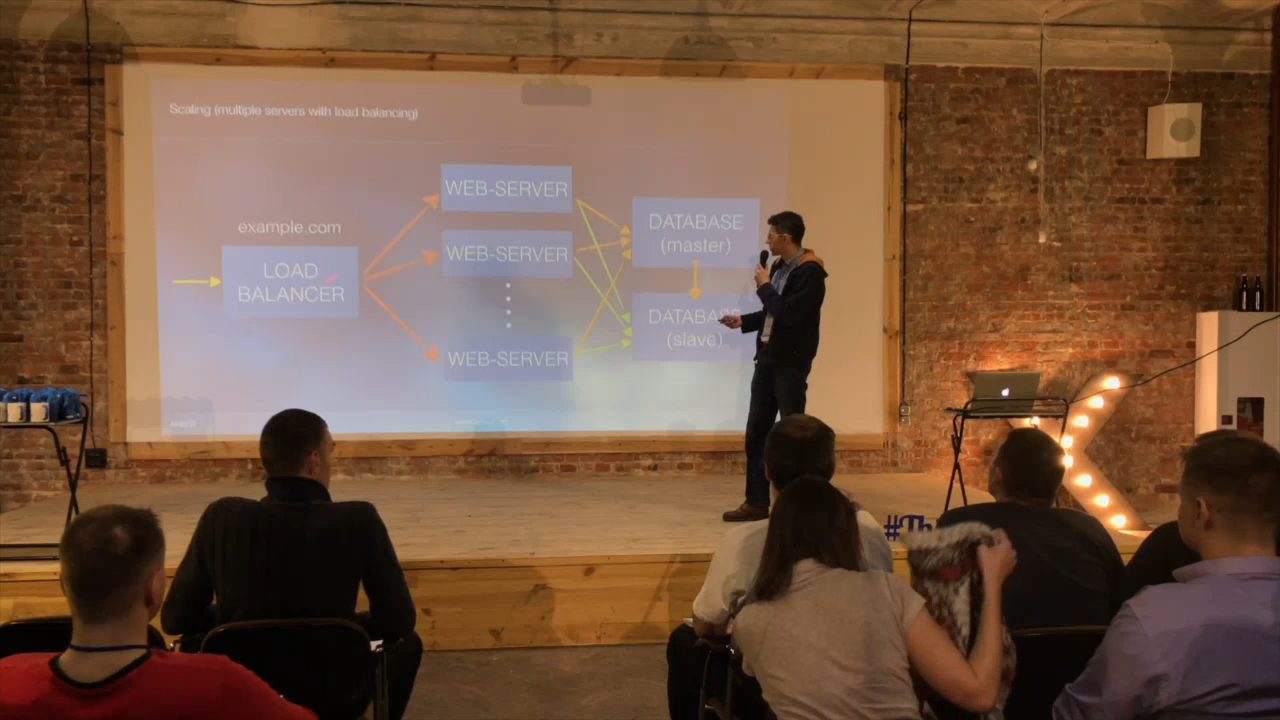 Scaling (multiple servers with load balancing)
example.com
LOAD
BALANCER
WEB-SERVER
WEB-SERVER
WEB-SERVER
DATABASE
(master)
DATABASE
(slave)
#Th